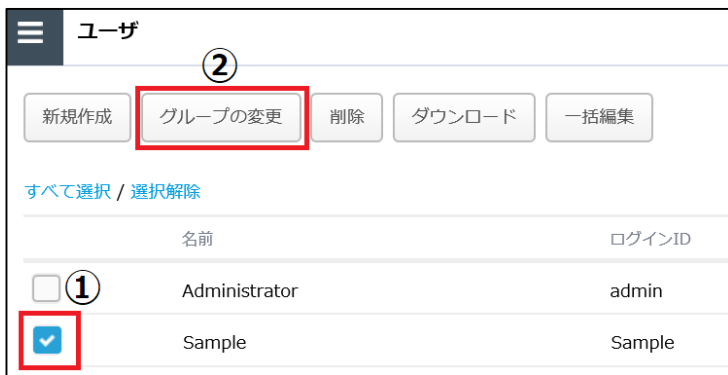 ユーザ
②
新規作成 グループの変更 削除 ダウンロード 一括編集
すべて選択 / 選択解除
名前 ログインID
① Administrator admin
Sample Sample